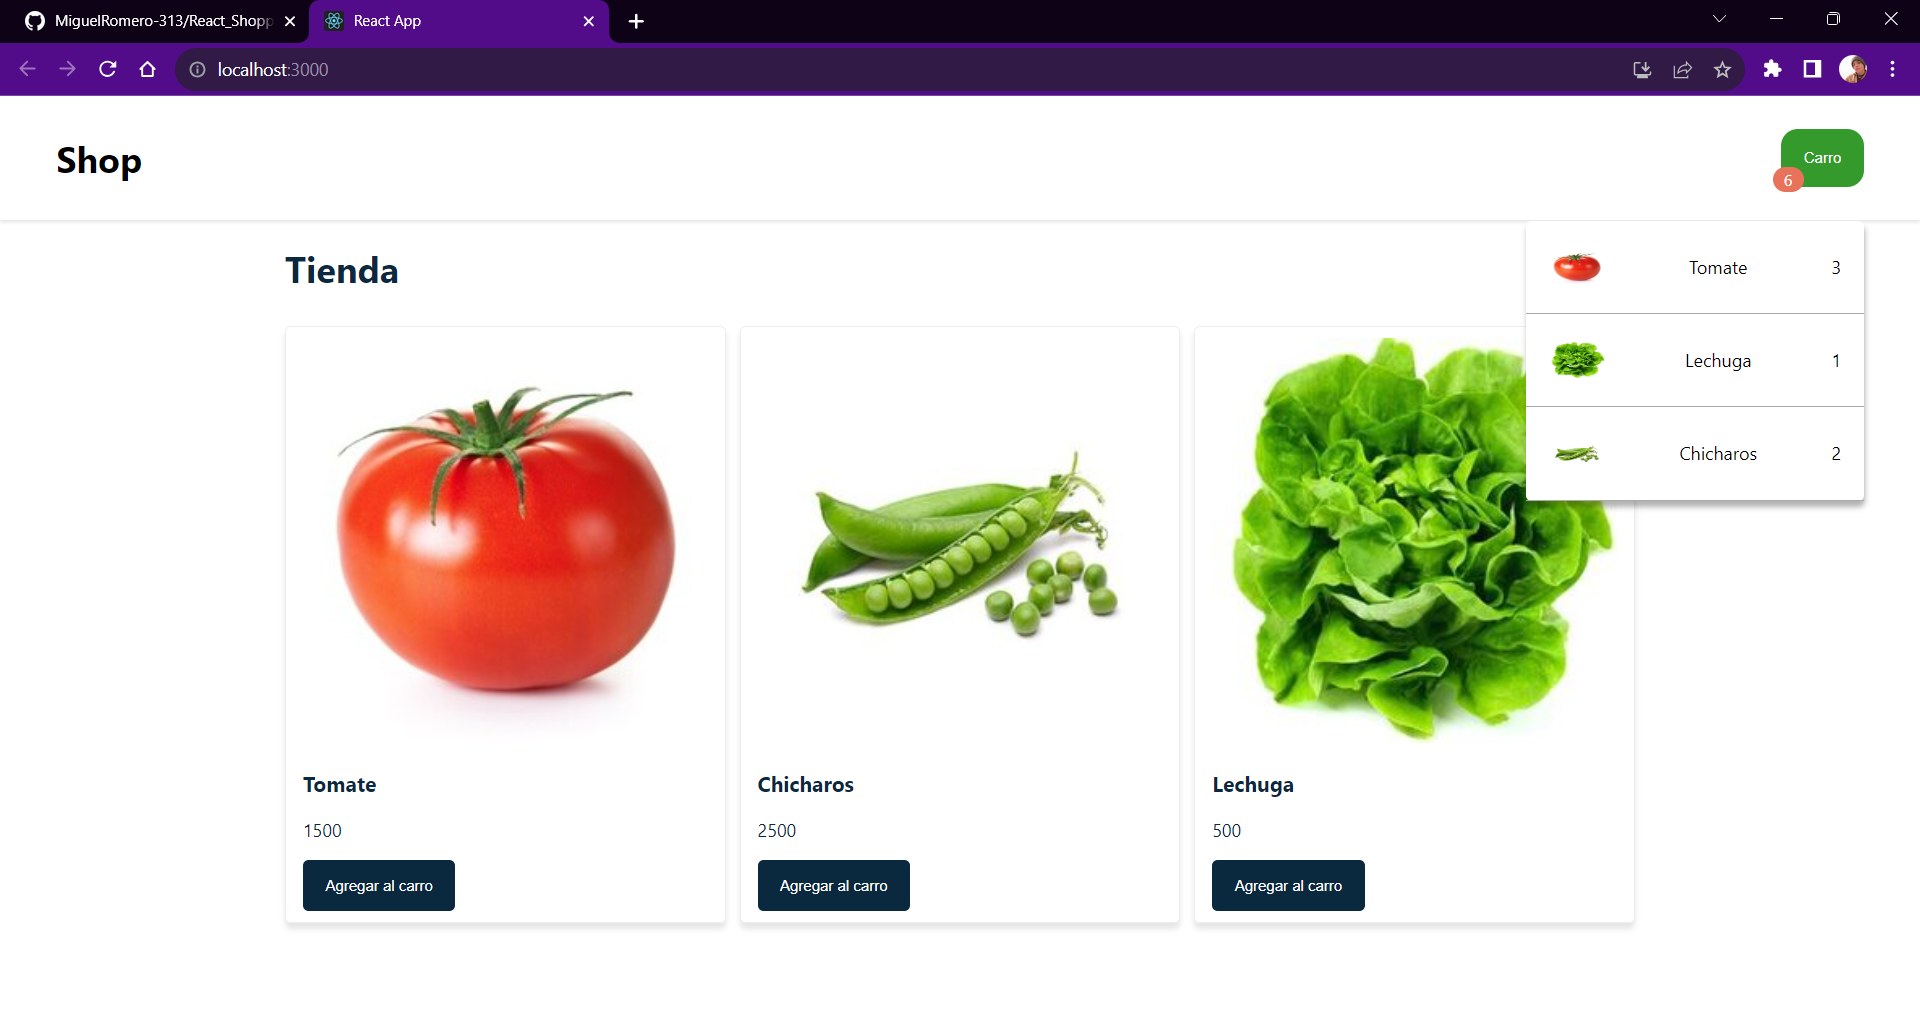 MiguelRomero-313/React_Shopp
React App
localhost:3000
Shop
Carro
6
Tienda
Tomate 3
Lechuga 1
Chicharos 2
Tomate
1500
Agregar al carro
Chicharos
2500
Agregar al carro
Lechuga
500
Agregar al carro